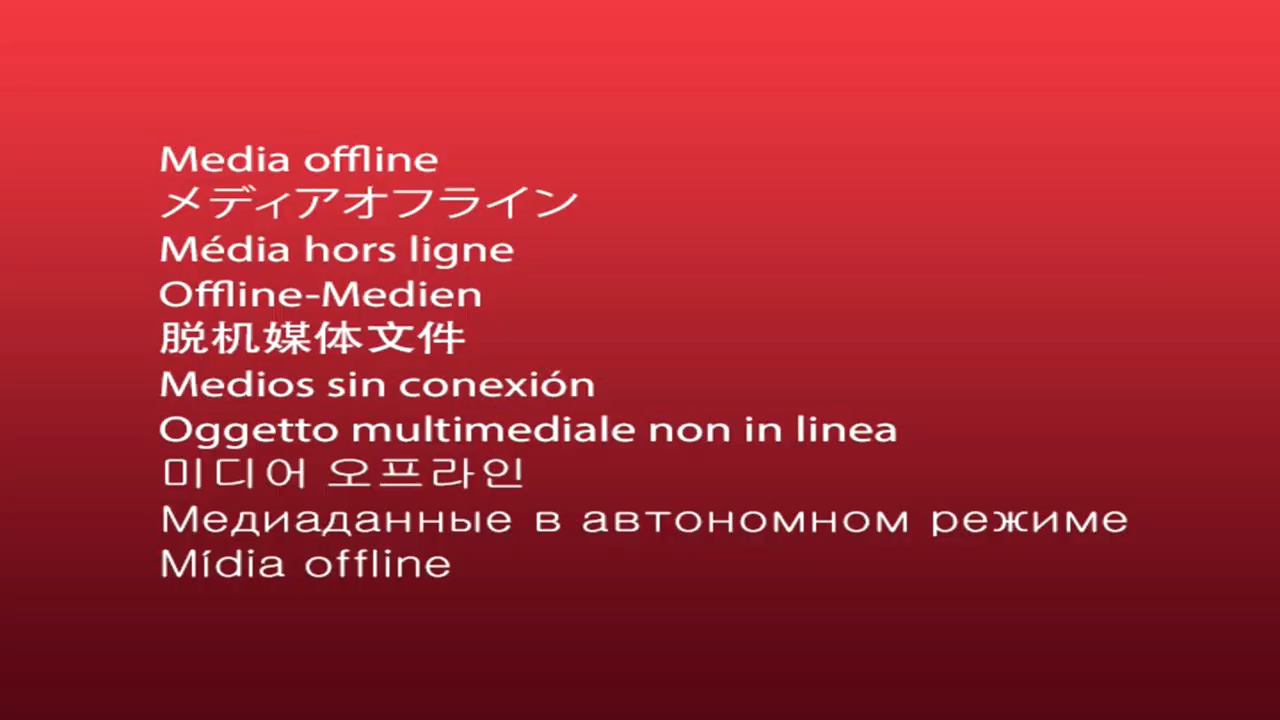 Media offline
メディアオフライン
Média hors ligne
Offline-Medien
脱机媒体文件
Medios sin conexión
Oggetto multimediale non in linea
미디어 오프라인
Медиаданные в автономном режиме
Mídia offline